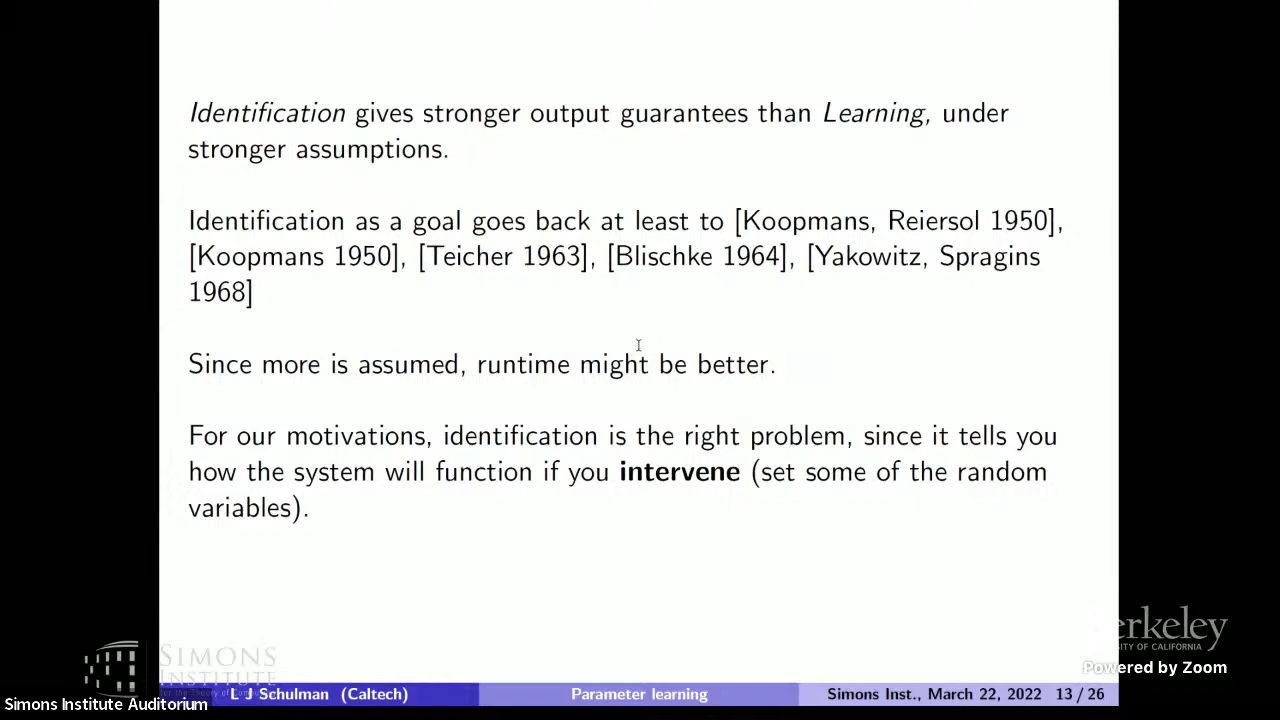 Identification gives stronger output guarantees than Learning, under
stronger assumptions.
Identification as a goal goes back at least to [Koopmans, Reiersol 1950],
[Koopmans 1950], [Teicher 1963], [Blischke 1964], [Yakowitz, Spragins
1968]
Since more is assumed, runtime might be better.
For our motivations, identification is the right problem, since it tells you
how the system will function if you intervene (set some of the random
variables).
SIMONS
INSTITUTE
Berkeley
Powered by Zoom
L J Schulman (Caltech)
Parameter learning
Simons Inst., March 22, 2022 13 / 26
Simons Institute Auditorium